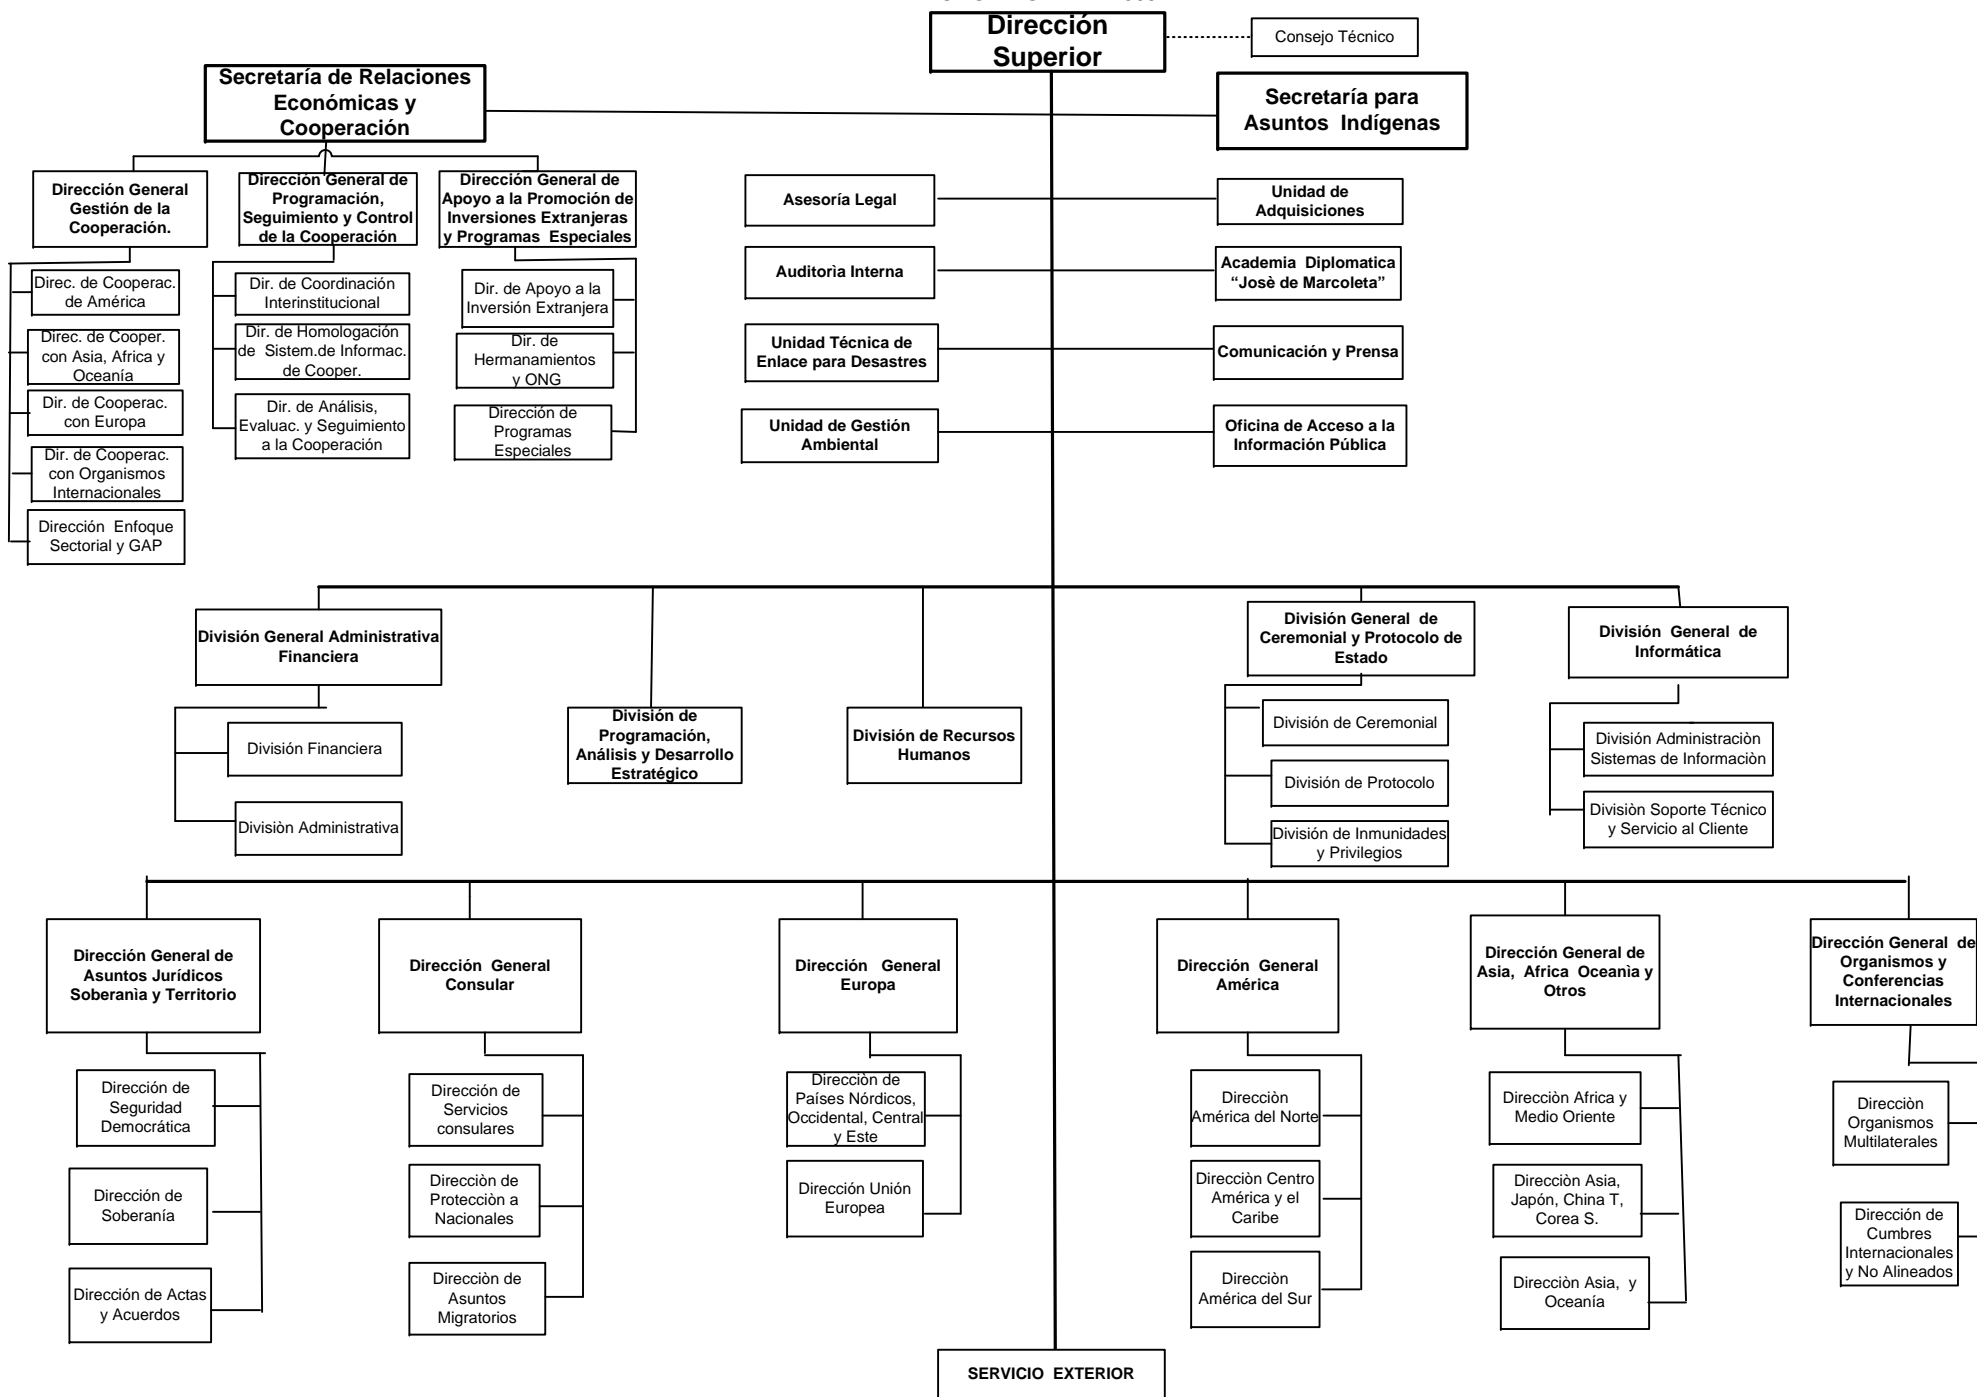 Dirección
Superior
Consejo Técnico
Secretaría de Relaciones
Económicas y
Cooperación
Secretaría para
Asuntos Indígenas
Dirección General
Gestión de la
Cooperación.
Dirección General de
Programación,
Seguimiento y Control
de la Cooperación
Dirección General de
Apoyo a la Promoción de
Inversiones Extranjeras
y Programas Especiales
Asesoría Legal
Unidad de
Adquisiciones
Direc. de Cooperac.
de América
Direc. de Cooper.
con Asia, Africa y
Oceanía
Dir. de Cooperac.
con Europa
Dir. de Cooperac.
con Organismos
Internacionales
Dirección Enfoque
Sectorial y GAP
Dir. de Coordinación
Interinstitucional
Dir. de Homologación
de Sistem.de Informac.
de Cooper.
Dir. de Análisis,
Evaluac. y Seguimiento
a la Cooperación
Dir. de Apoyo a la
Inversión Extranjera
Dir. de
Hermanamientos
y ONG
Dirección de
Programas
Especiales
Auditorìa Interna
Academia Diplomatica
“Josè de Marcoleta”
Unidad Técnica de
Enlace para Desastres
Comunicación y Prensa
Unidad de Gestión
Ambiental
Oficina de Acceso a la
Información Pública
División General Administrativa
Financiera
División Financiera
Divisiòn Administrativa
División de
Programación,
Análisis y Desarrollo
Estratégico
División de Recursos
Humanos
División General de
Ceremonial y Protocolo de
Estado
División de Ceremonial
División de Protocolo
División de Inmunidades
y Privilegios
División General de
Informática
División Administraciòn
Sistemas de Informaciòn
Divisiòn Soporte Técnico
y Servicio al Cliente
Dirección General de
Asuntos Jurídicos
Soberanìa y Territorio
Dirección de
Seguridad
Democrática
Dirección de
Soberanía
Dirección de Actas
y Acuerdos
Dirección General
Consular
Dirección de
Servicios
consulares
Direcciòn de
Protecciòn a
Nacionales
Direcciòn de
Asuntos
Migratorios
Dirección General
Europa
Direcciòn de
Países Nórdicos,
Occidental, Central
y Este
Dirección Unión
Europea
Dirección General
América
Direcciòn
América del Norte
Direcciòn Centro
América y el
Caribe
Direcciòn
América del Sur
Dirección General de
Asia, Africa Oceanìa y
Otros
Direcciòn Africa y
Medio Oriente
Direcciòn Asia,
Japón, China T,
Corea S.
Direcciòn Asia, y
Oceanía
Dirección General de
Organismos y
Conferencias
Internacionales
Direcciòn
Organismos
Multilaterales
Dirección de
Cumbres
Internacionales
y No Alineados
SERVICIO EXTERIOR